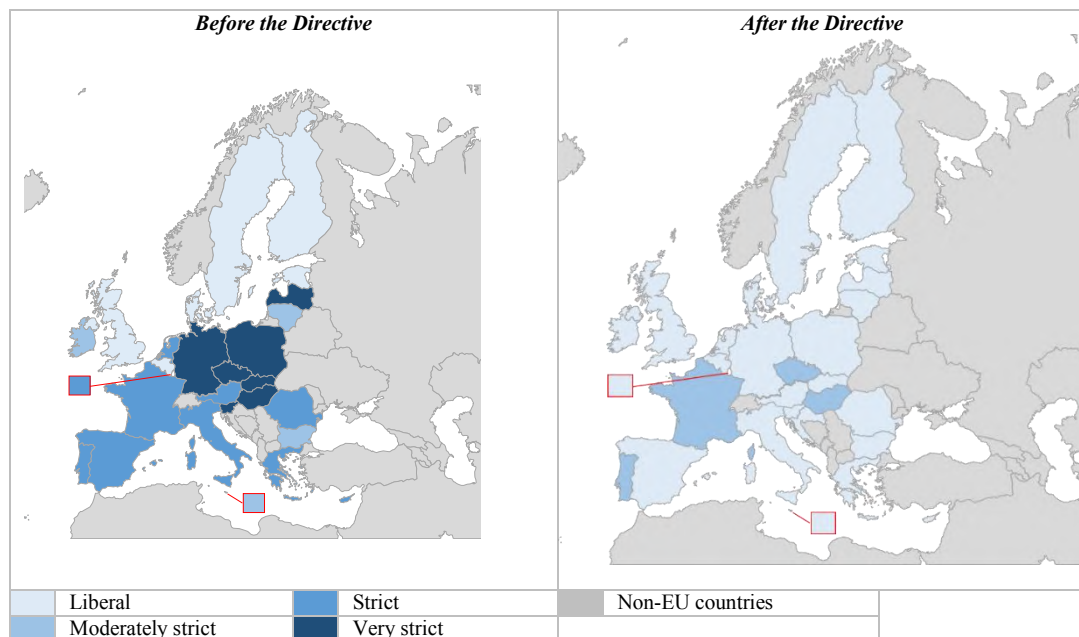 Before the Directive
After the Directive
Liberal
Strict
Non-EU countries
Moderately strict
Very strict